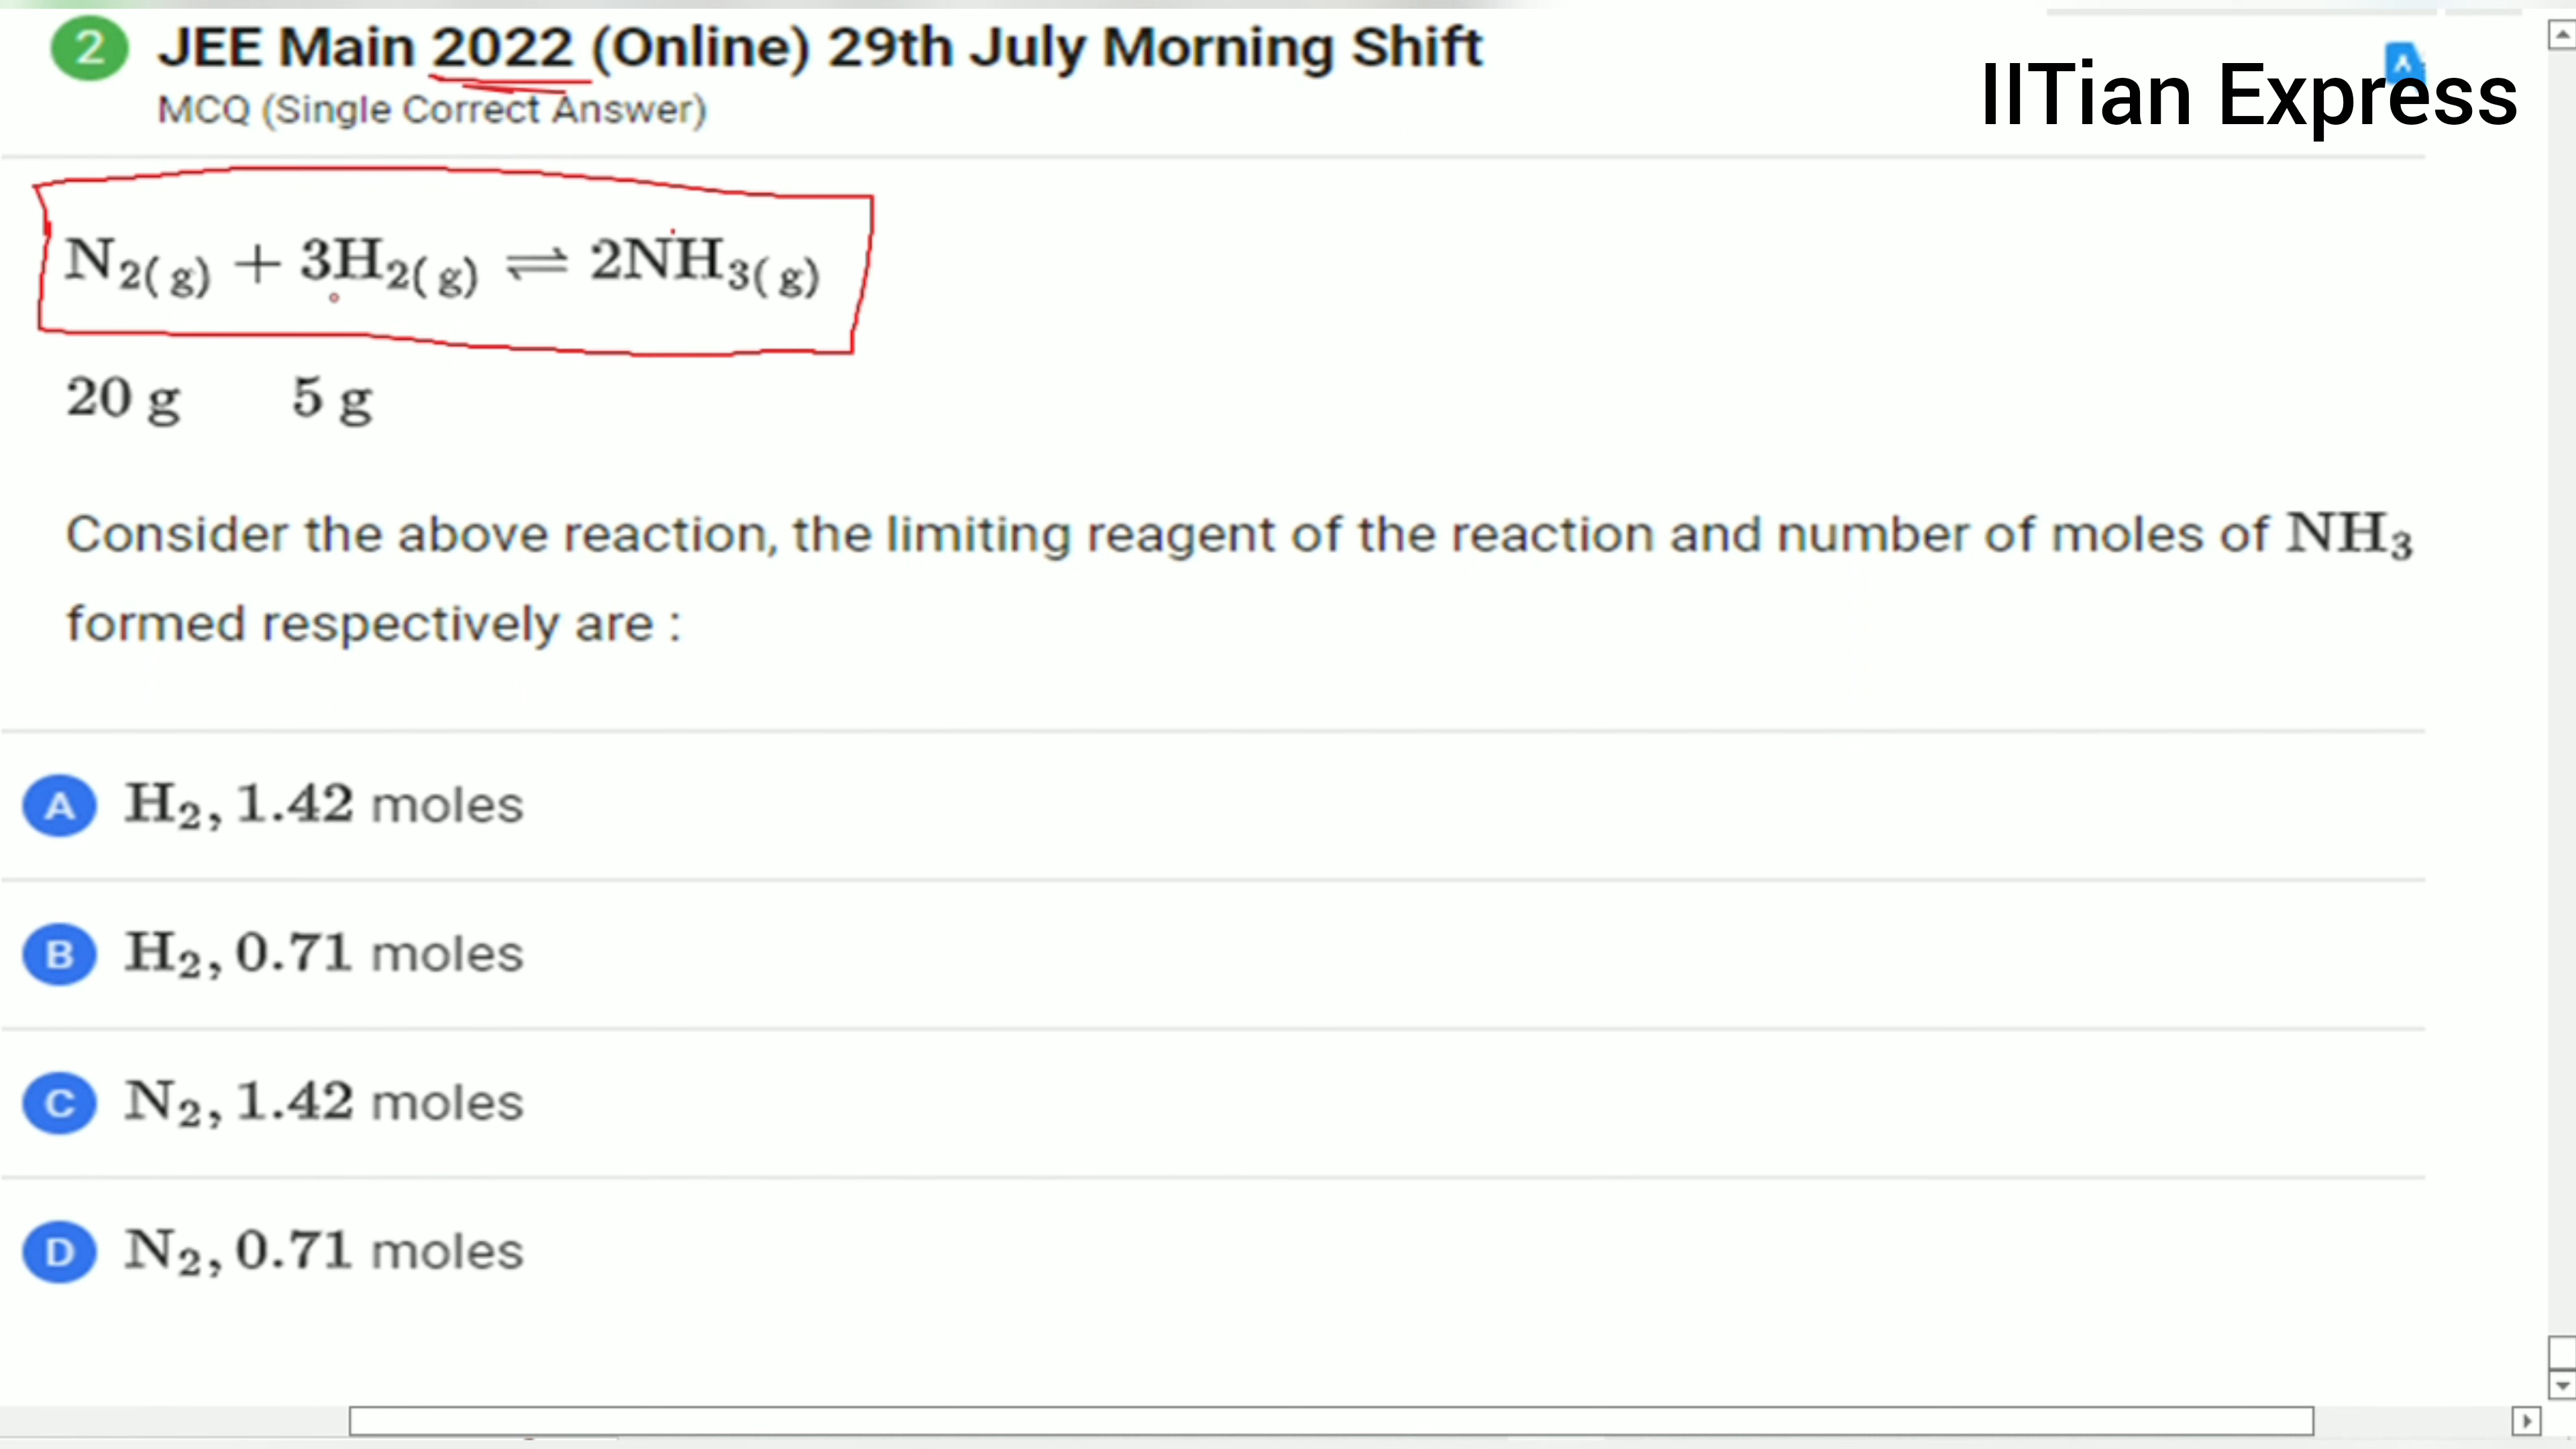 2 JEE Main 2022 (Online) 29th July Morning Shift
MCQ (Single Correct Answer)
A
IITian Express
N₂( g) + 3H₂( g) ⇌ 2NH₃( g)
20 g 5 g
Consider the above reaction, the limiting reagent of the reaction and number of moles of NH₃
formed respectively are :
A H₂, 1.42 moles
B H₂, 0.71 moles
C N₂, 1.42 moles
D N₂, 0.71 moles